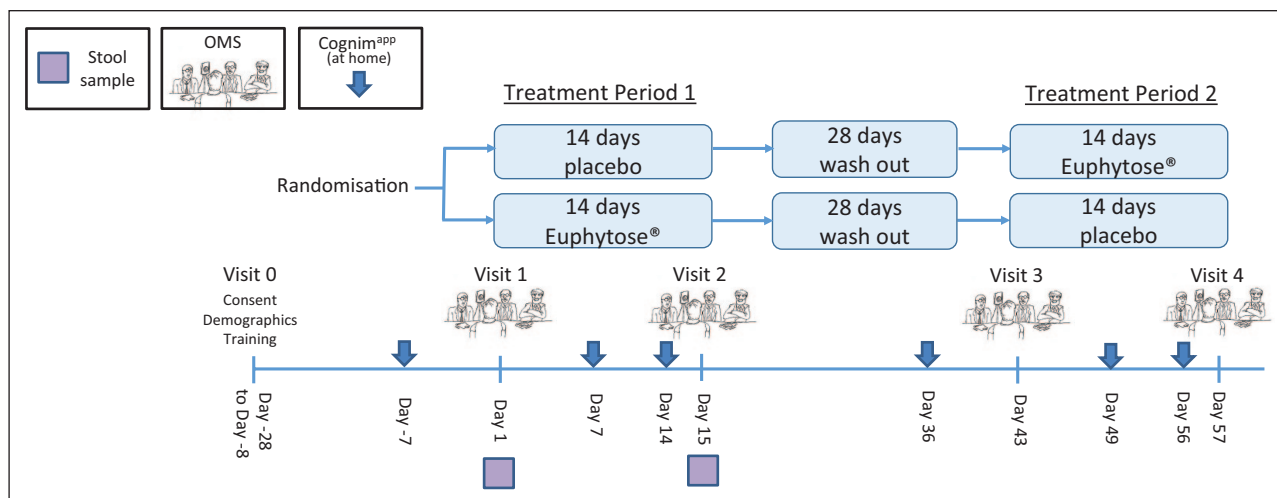 Stool
sample
OMS
Cognimapp
(at home)
Treatment Period 1
Treatment Period 2
14 days
placebo
28 days
wash out
14 days
Euphytose®
Randomisation
14 days
Euphytose®
28 days
wash out
14 days
placebo
Visit 0
Consent
Demographics
Training
Visit 1
Visit 2
Visit 3
Visit 4
Day -28
to Day -8
Day -7
Day 1
Day 7
Day 14
Day 15
Day 36
Day 43
Day 49
Day 56
Day 57